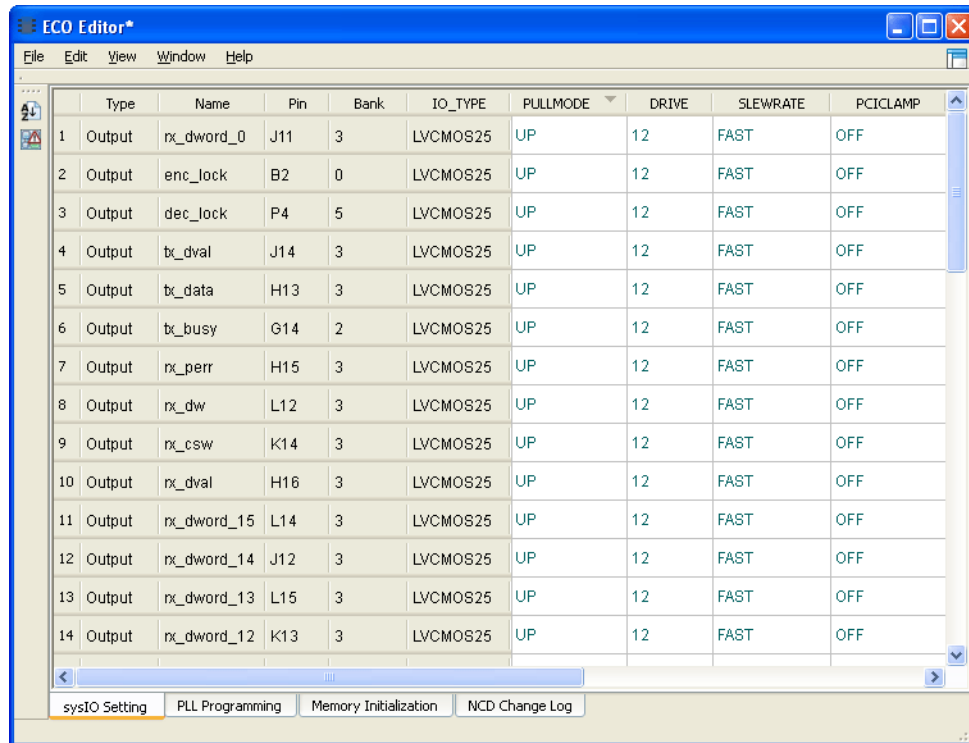 ECO Editor*
File Edit View Window Help
Type Name Pin Bank IO_TYPE PULLMODE DRIVE SLEWRATE PCICLAMP
1 Output rx_dword_0 J11 3 LVCMOS25 UP 12 FAST OFF
2 Output enc_lock B2 0 LVCMOS25 UP 12 FAST OFF
3 Output dec_lock P4 5 LVCMOS25 UP 12 FAST OFF
4 Output tx_dval J14 3 LVCMOS25 UP 12 FAST OFF
5 Output tx_data H13 3 LVCMOS25 UP 12 FAST OFF
6 Output tx_busy G14 2 LVCMOS25 UP 12 FAST OFF
7 Output rx_perr H15 3 LVCMOS25 UP 12 FAST OFF
8 Output rx_dw L12 3 LVCMOS25 UP 12 FAST OFF
9 Output rx_csw K14 3 LVCMOS25 UP 12 FAST OFF
10 Output rx_dval H16 3 LVCMOS25 UP 12 FAST OFF
11 Output rx_dword_15 L14 3 LVCMOS25 UP 12 FAST OFF
12 Output rx_dword_14 J12 3 LVCMOS25 UP 12 FAST OFF
13 Output rx_dword_13 L15 3 LVCMOS25 UP 12 FAST OFF
14 Output rx_dword_12 K13 3 LVCMOS25 UP 12 FAST OFF
sysIO Setting PLL Programming Memory Initialization NCD Change Log